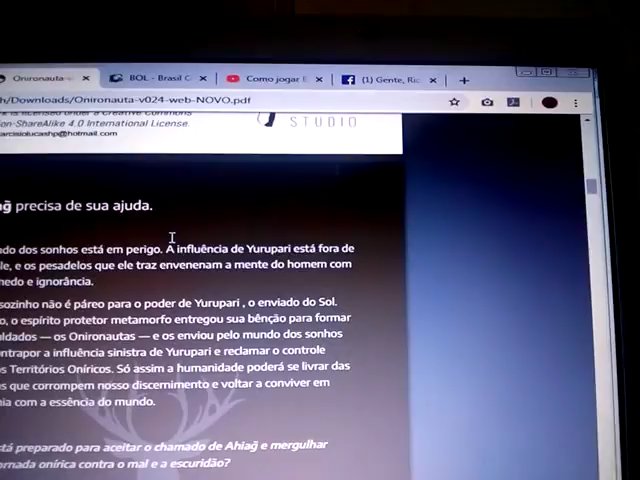 Onironauta
BOL - Brasil O
Como jogar
(1) Gente, Ric
h/Downloads/Onironauta-v024-web-NOVO.pdf
is licensed under a Creative Commons
on-ShareAlike 4.0 International License.
arcisiolucashp@hotmail.com
STUDIO
ağ precisa de sua ajuda.
ndo dos sonhos está em perigo. A influência de Yurupari está fora de
le, e os pesadelos que ele traz envenenam a mente do homem com
nedo e ignorância.
sozinho não é páreo para o poder de Yurupari , o enviado do Sol.
o, o espírito protetor metamorfo entregou sua bênção para formar
ldados — os Onironautas — e os enviou pelo mundo dos sonhos
ntrapor a influência sinistra de Yurupari e reclamar o controle
s Territórios Oníricos. Só assim a humanidade poderá se livrar das
s que corrompem nosso discernimento e voltar a conviver em
nia com a essência do mundo.
stá preparado para aceitar o chamado de Ahiağ e mergulhar
ornada onírica contra o mal e a escuridão?